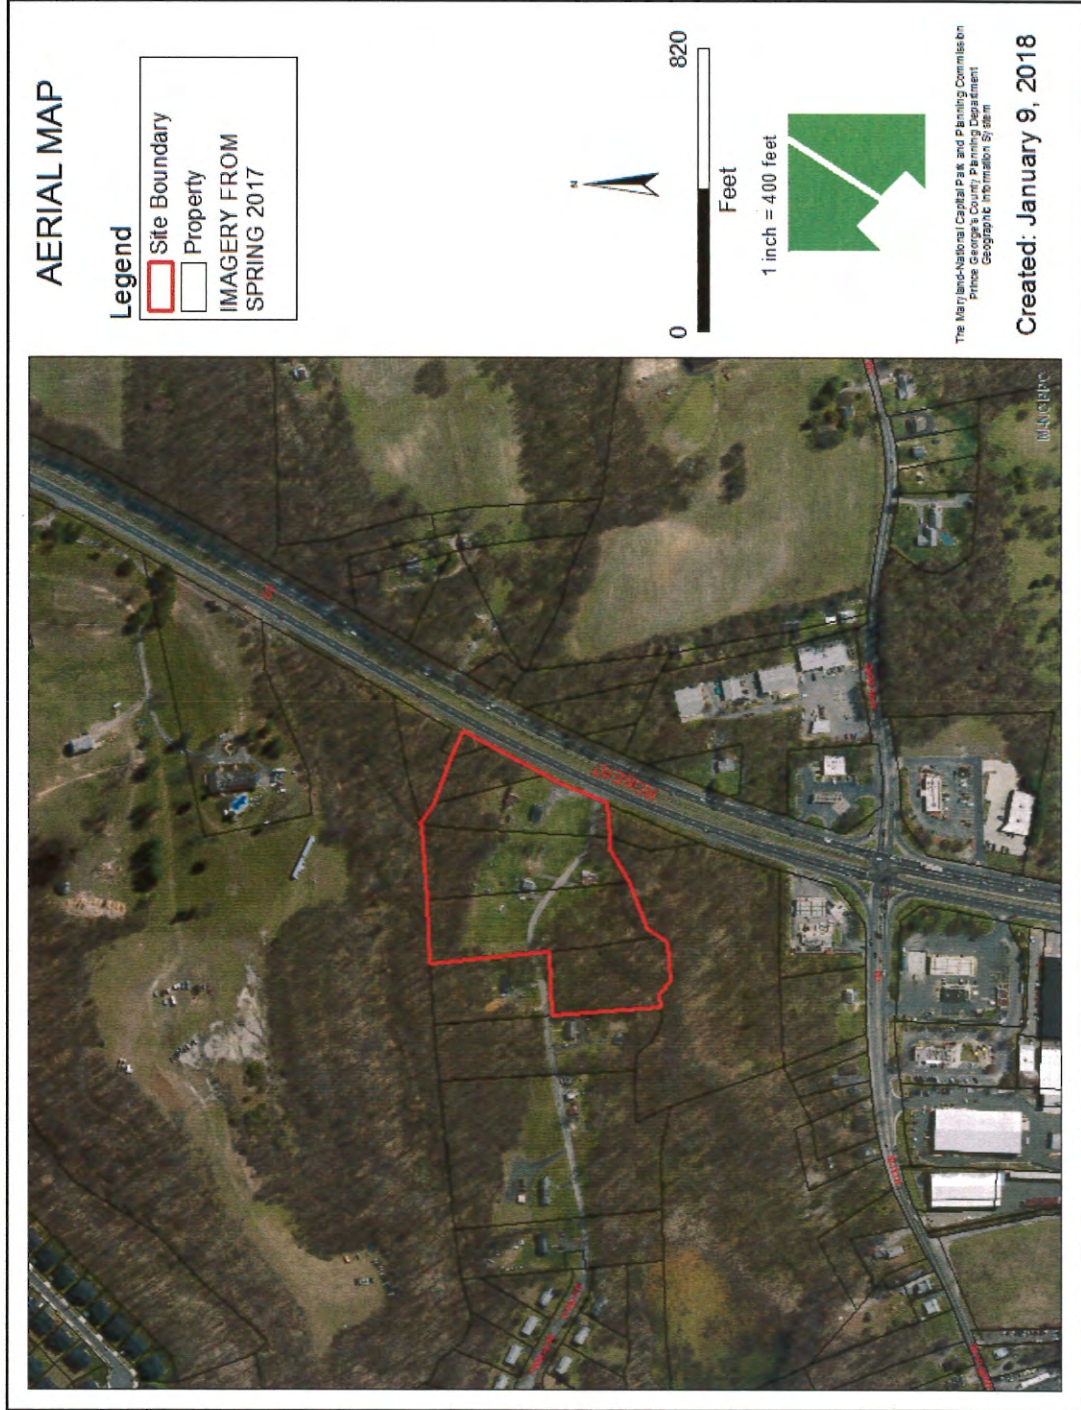 AERIAL MAP
Legend
Site Boundary
Property
IMAGERY FROM
SPRING 2017
N
0
820
Feet
1 inch = 400 feet
The Maryland-National Capital Park and Planning Commission
Prince George's County Planning Department
Geographic Information System
Created: January 9, 2018
M-NCPPC